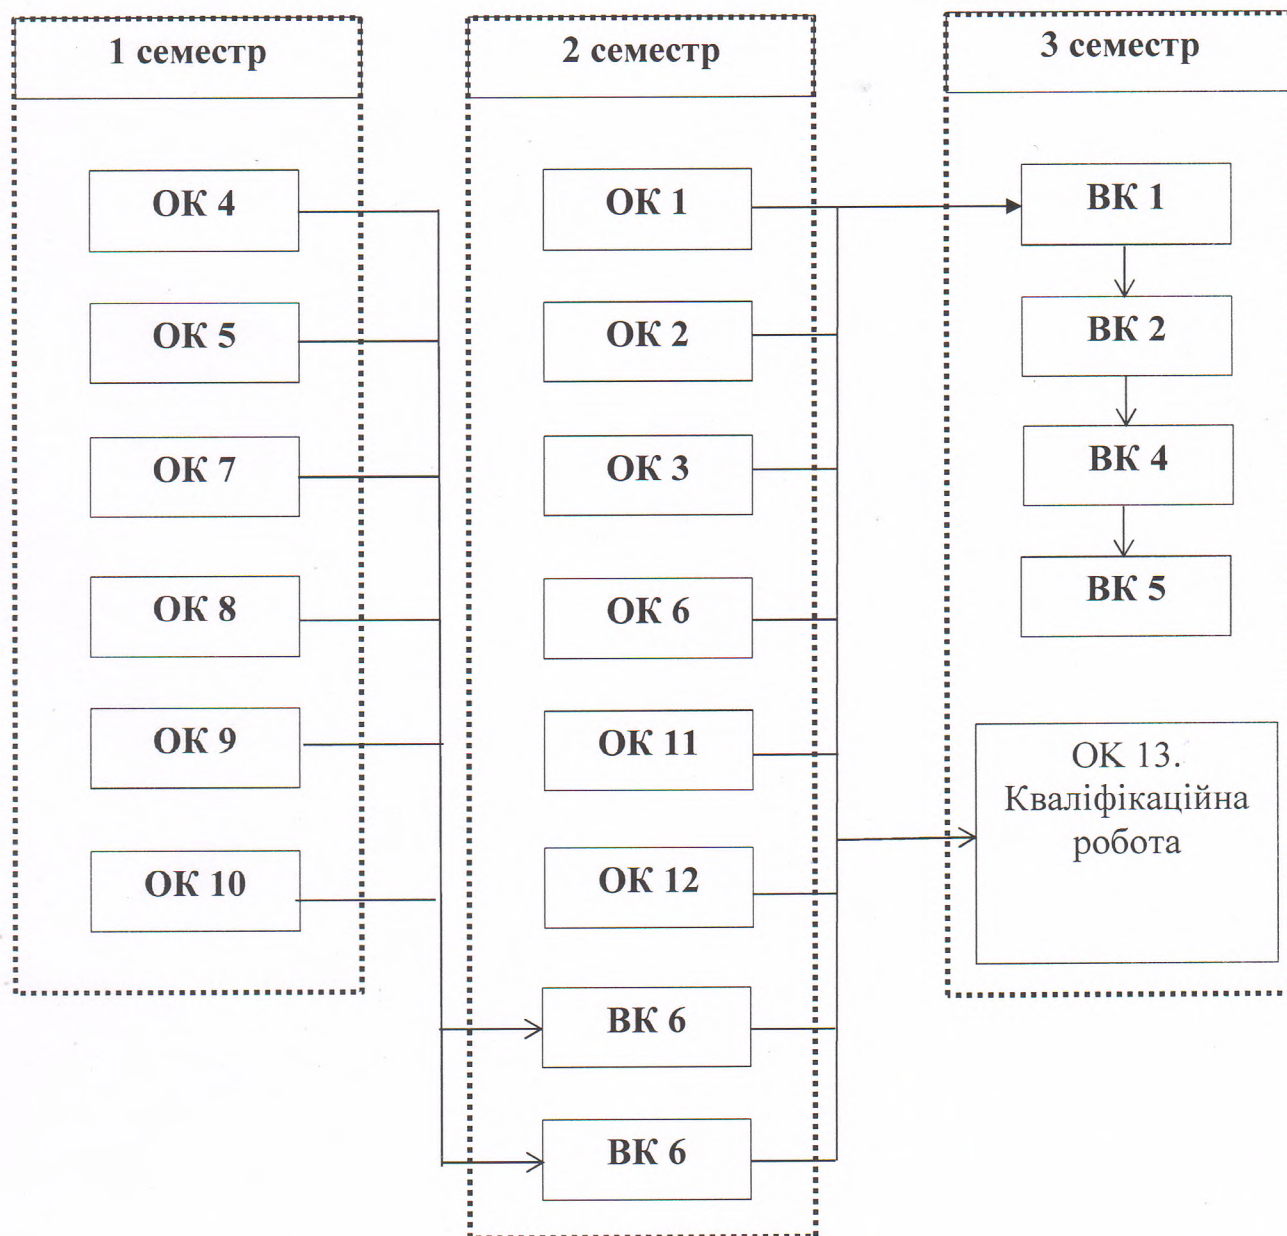 1 семестр
ОК 4
ОК 5
ОК 7
ОК 8
ОК 9
ОК 10
2 семестр
ОК 1
ОК 2
ОК 3
ОК 6
ОК 11
ОК 12
ВК 6
ВК 6
3 семестр
ВК 1
ВК 2
ВК 4
ВК 5
ОК 13.
Кваліфікаційна
робота